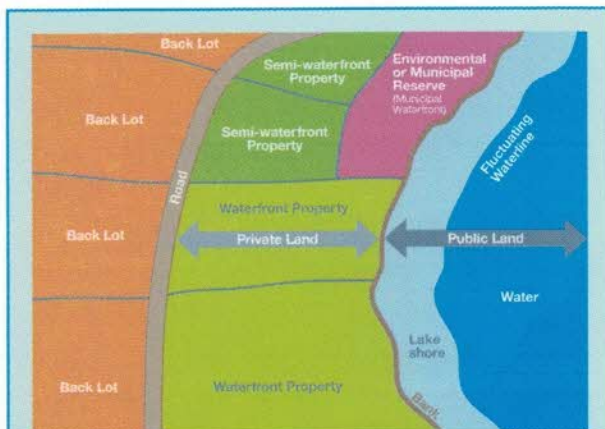 Back Lot
Semi-waterfront
Property
Environmental
or Municipal
Reserve
(Municipal
Waterfront)
Back Lot
Semi-waterfront
Property
Fluctuating
Waterline
Road
Waterfront Property
Back Lot
Private Land
Public Land
Water
Lake
shore
Back Lot
Waterfront Property
Bank